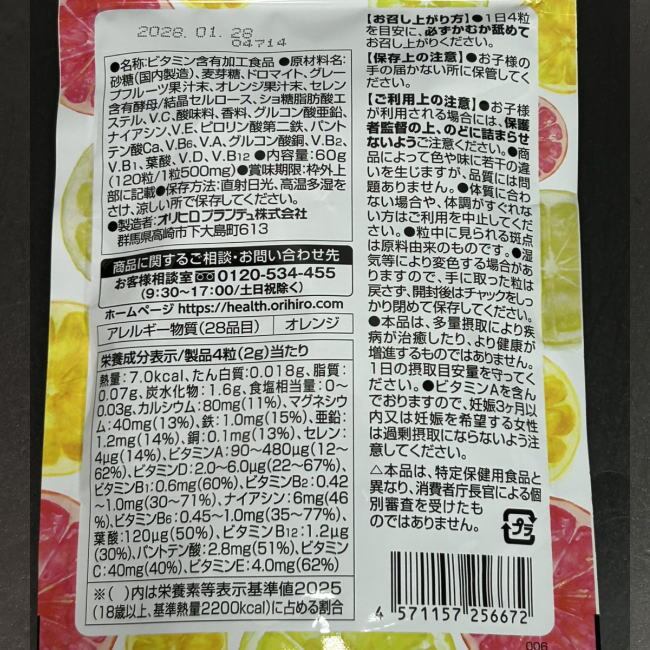 2028.01.28
04714
●名称:ビタミン含有加工食品 ●原材料名:
砂糖(国内製造)、麦芽糖、ドロマイト、グレー
プフルーツ果汁末、オレンジ果汁末、セレン
含有酵母/結晶セルロース、ショ糖脂肪酸エ
ステル、V.C、酸味料、香料、グルコン酸亜鉛、
ナイアシン、V.E、ピロリン酸第二鉄、パント
テン酸Ca、V.B6、V.A、グルコン酸銅、V.B2、
V.B1、葉酸、V.D、V.B12 ●内容量:60g
(120粒/1粒500mg) ●賞味期限:枠外上
部に記載●保存方法:直射日光、高温多湿を
さけ、涼しい所で保存してください。
●製造者:オリヒロプランデュ株式会社
群馬県高崎市下大島町613
商品に関するご相談・お問い合わせ先
お客様相談室 0120-534-455
(9:30~17:00/土日祝除く)
ホームページ https://health.orihiro.com
アレルギー物質(28品目) オレンジ
栄養成分表示/製品4粒(2g)当たり
熱量:7.0kcal、たん白質:0.018g、脂質:
0.07g、炭水化物:1.6g、食塩相当量:0~
0.03g、カルシウム:80mg(11%)、マグネシウ
ム:40mg(13%)、鉄:1.0mg(15%)、亜鉛:
1.2mg(14%)、銅:0.1mg(13%)、セレン:
4μg(14%)、ビタミンA:90~480μg(12~
62%)、ビタミンD:2.0~6.0μg(22~67%)、
ビタミンB1:0.6mg(60%)、ビタミンB2:0.42
~1.0mg(30~71%)、ナイアシン:6mg(46
%)、ビタミンB6:0.45~1.0mg(35~77%)、
葉酸:120μg(50%)、ビタミンB12:1.2μg
(30%)、パントテン酸:2.8mg(51%)、ビタミン
C:40mg(40%)、ビタミンE:4.0mg(62%)
※( )内は栄養素等表示基準値2025
(18歳以上、基準熱量2200kcal)に占める割合
【お召し上がり方】●1日4粒
を目安に、必ずかむか舐めて
お召し上がりください。
【保存上の注意】●お子様の
手の届かない所に保管してく
ださい。
【ご利用上の注意】●お子様
が利用される場合には、保護
者監督の上、のどに詰まらせ
ないようご注意ください。●商
品によって色や味に若干の違
いを生じますが、品質には問
題ありません。●体質に合わ
ない場合や、体調がすぐれな
い方はご利用を中止してくだ
さい。●粒中に見られる斑点
は原料由来のものです。●湿
気等により変色する場合があ
りますので、手に取った粒は
戻さず、開封後はチャックをしっ
かり閉めて保存してください。
●本品は、多量摂取により疾
病が治癒したり、より健康が
増進するものではありません。
1日の摂取目安量を守ってく
ださい。●ビタミンAを含ん
でおりますので、妊娠3ヶ月以
内又は妊娠を希望する女性
は過剰摂取にならないよう注
意してください。
△本品は、特定保健用食品と
異なり、消費者庁長官による個
別審査を受けたも
のではありません。
プラ
4 571157 256672
006